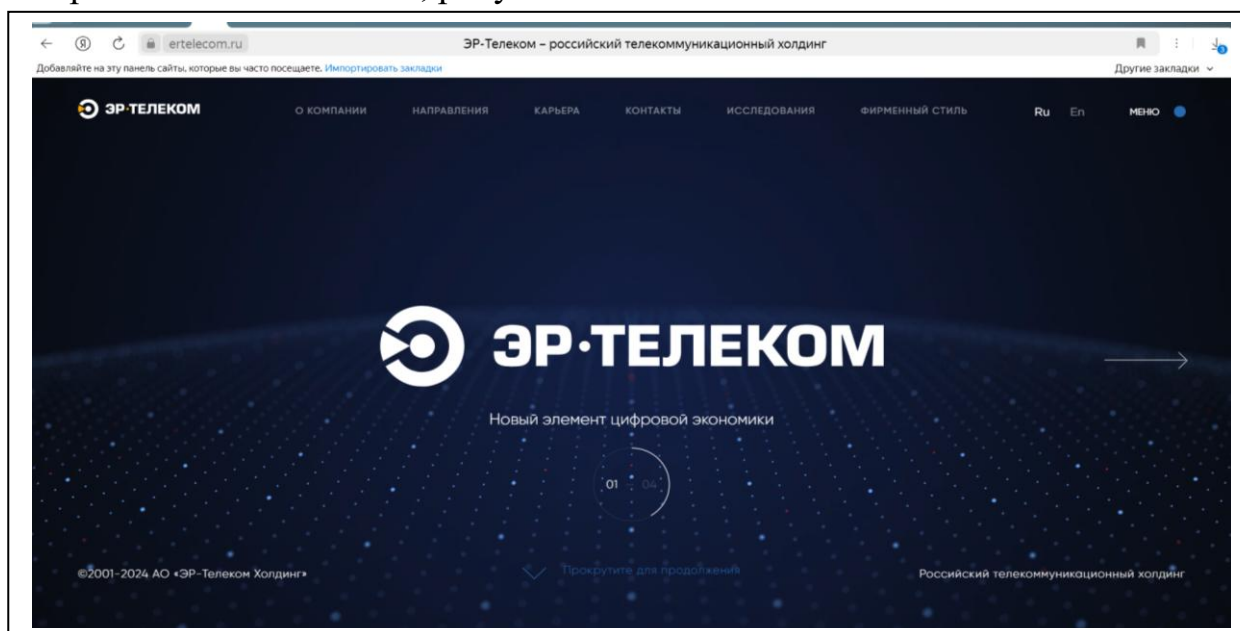 ertelecom.ru
ЭР-Телеком – российский телекоммуникационный холдинг
Добавляйте на эту панель сайты, которые вы часто посещаете. Импортировать закладки
Другие закладки
ЭР·ТЕЛЕКОМ
О КОМПАНИИ НАПРАВЛЕНИЯ КАРЬЕРА КОНТАКТЫ ИССЛЕДОВАНИЯ ФИРМЕННЫЙ СТИЛЬ Ru En МЕНЮ
ЭР·ТЕЛЕКОМ
Новый элемент цифровой экономики
01 — 04
Прокрутите для продолжения
©2001-2024 АО «ЭР-Телеком Холдинг»
Российский телекоммуникационный холдинг